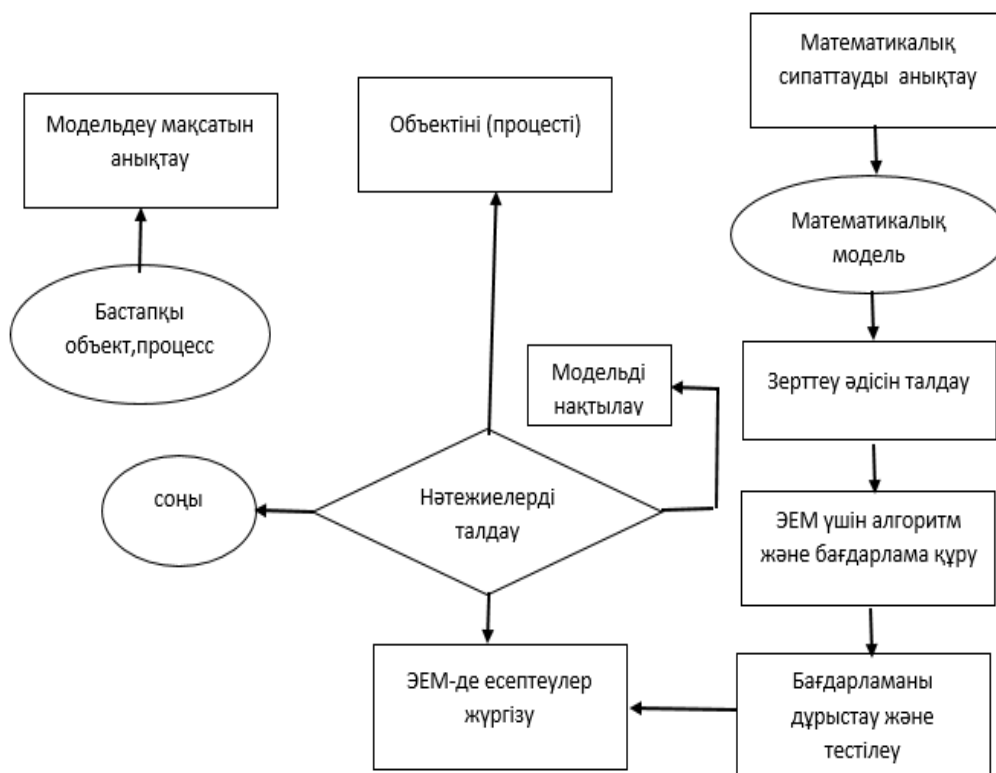 Модельдеу мақсатын
анықтау
Бастапқы
объект,процесс
Объектіні (процесті)
Математикалық
сипаттауды анықтау
Математикалық
модель
Зерттеу әдісін талдау
Модельді
нақтылау
Нәтежиелерді
талдау
соңы
ЭЕМ үшін алгоритм
және бағдарлама құру
ЭЕМ-де есептеулер
жүргізу
Бағдарламаны
дұрыстау және
тестілеу